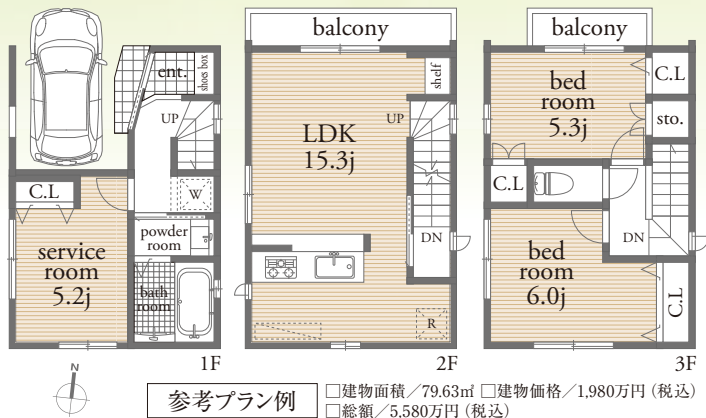 ent.
shoes box
UP
C.L
W
powder
room
service
room
5.2j
bath
room
1F
balcony
shelf
UP
LDK
15.3j
DN
R
2F
balcony
C.L
bed
room
5.3j
sto.
C.L
DN
bed
room
6.0j
C.L
3F
N
参考プラン例
□建物面積／79.63㎡ □建物価格／1,980万円（税込）
□総額／5,580万円（税込）